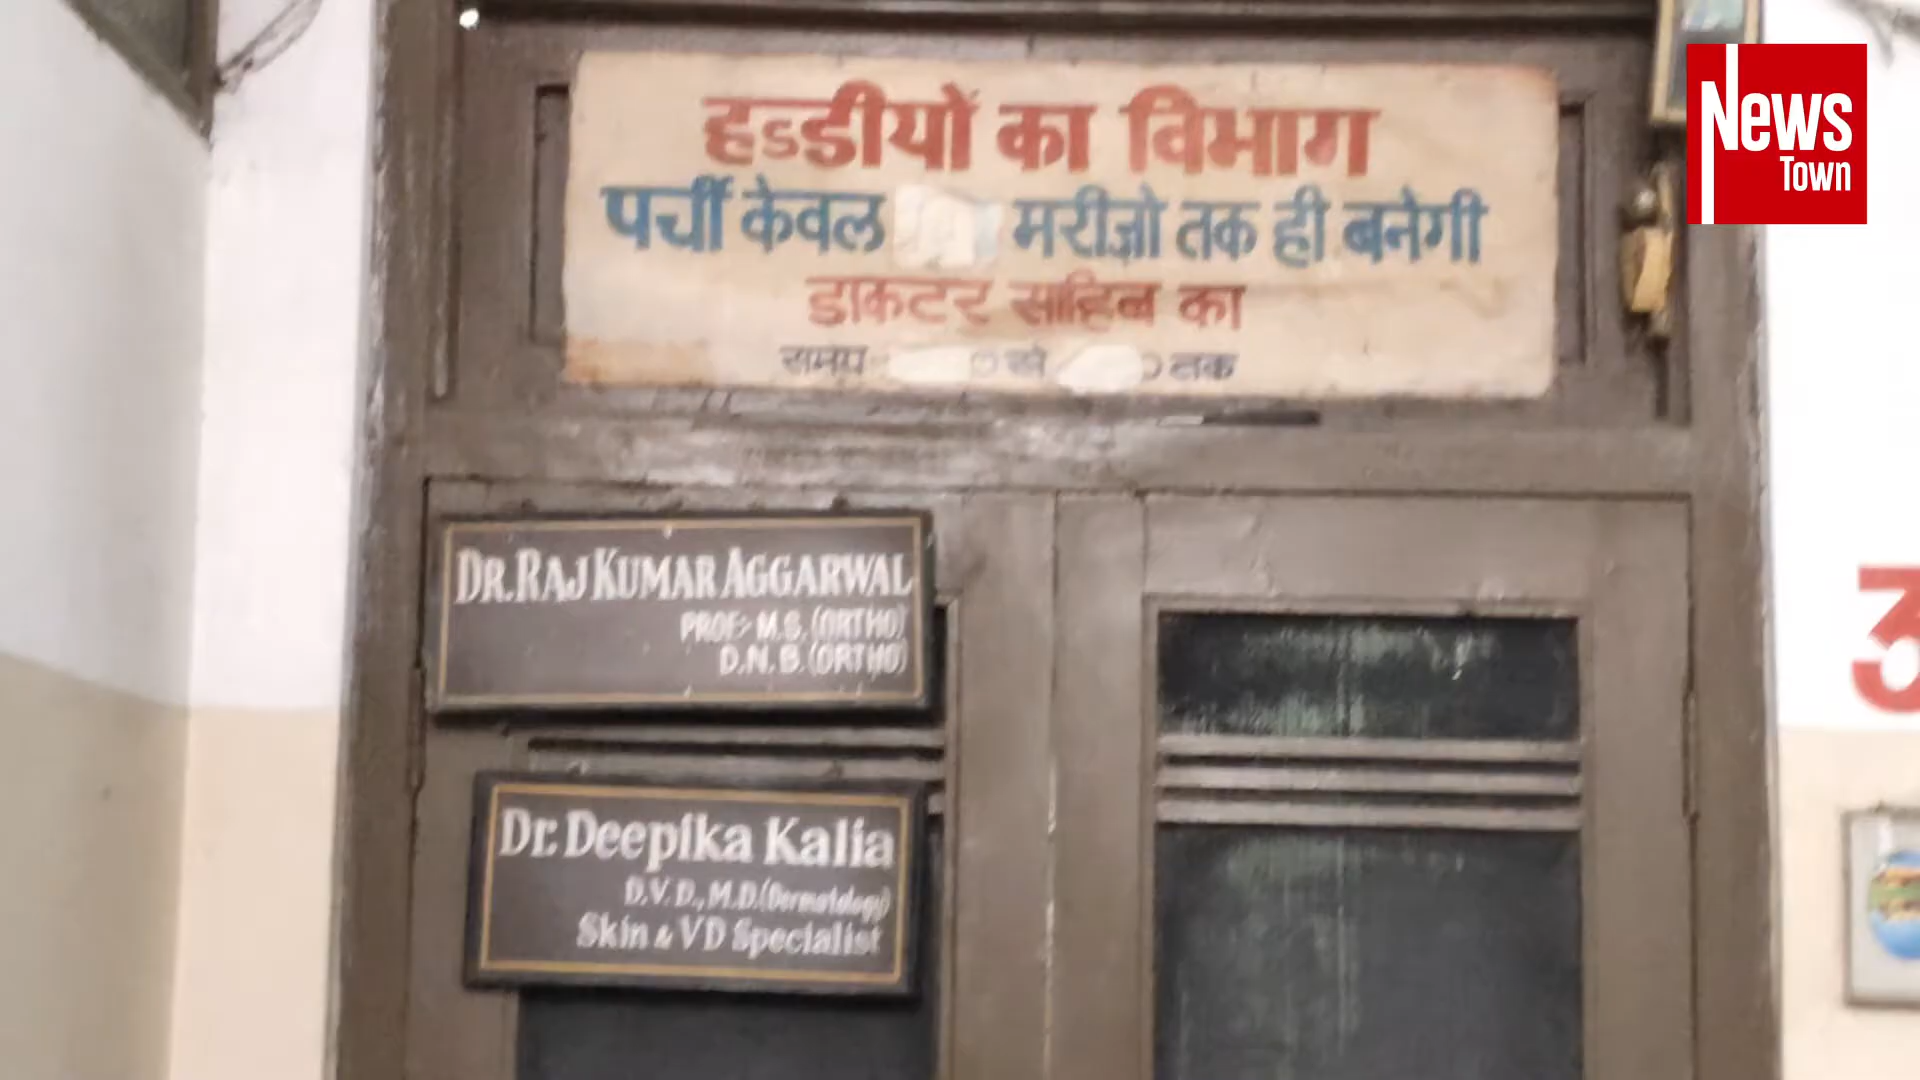 हड्डीयों का विभाग
पर्ची केवल मरीज़ो तक ही बनेगी
डाकटर साहिब का
समय से तक
DR. RAJ KUMAR AGGARWAL
PROF:- M.S. (ORTHO)
D.N.B. (ORTHO)
Dr. Deepika Kalia
D.V.D., M.D. (Dermatology)
Skin & VD Specialist
NEWS
TOWN